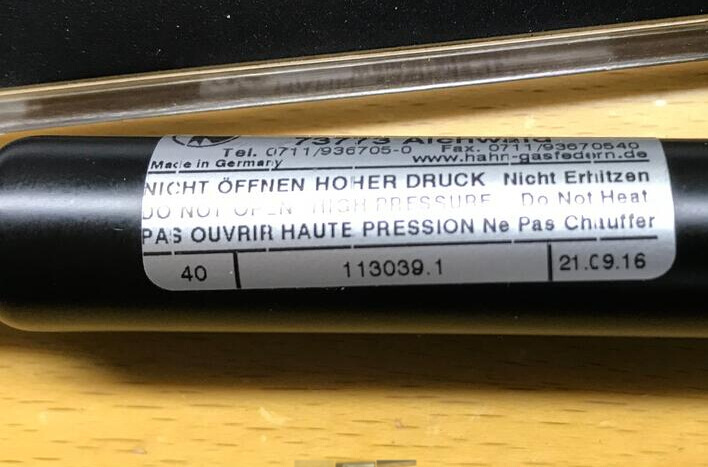 73773 Aichwald
Tel. 0711/936705-0 Fax. 0711/93670540
Made in Germany www.hahn-gasfedern.de
NICHT ÖFFNEN HOHER DRUCK Nicht Erhitzen
DO NOT OPEN HIGH PRESSURE Do Not Heat
PAS OUVRIR HAUTE PRESSION Ne Pas Chauffer
40 113039.1 21.09.16